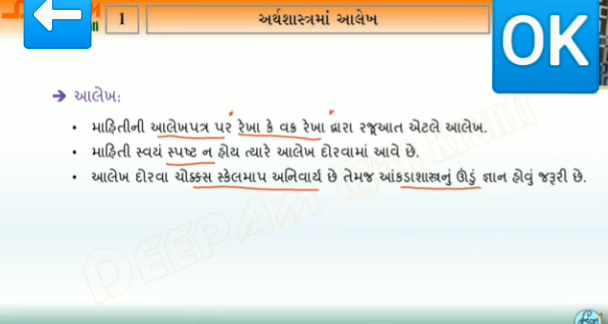 1
અર્થશાસ્ત્રમાં આલેખ
OK
→ આલેખ:
• માહિતીની આલેખપત્ર પર રેખા કે વક્ર રેખા દ્વારા રજૂઆત એટલે આલેખ.
• માહિતી સ્વયં સ્પષ્ટ ન હોય ત્યારે આલેખ દોરવામાં આવે છે.
• આલેખ દોરવા ચોક્કસ સ્કેલમાપ અનિવાર્ય છે તેમજ આંકડાશાસ્ત્રનું ઊંડું જ્ઞાન હોવું જરૂરી છે.
DEEPAM